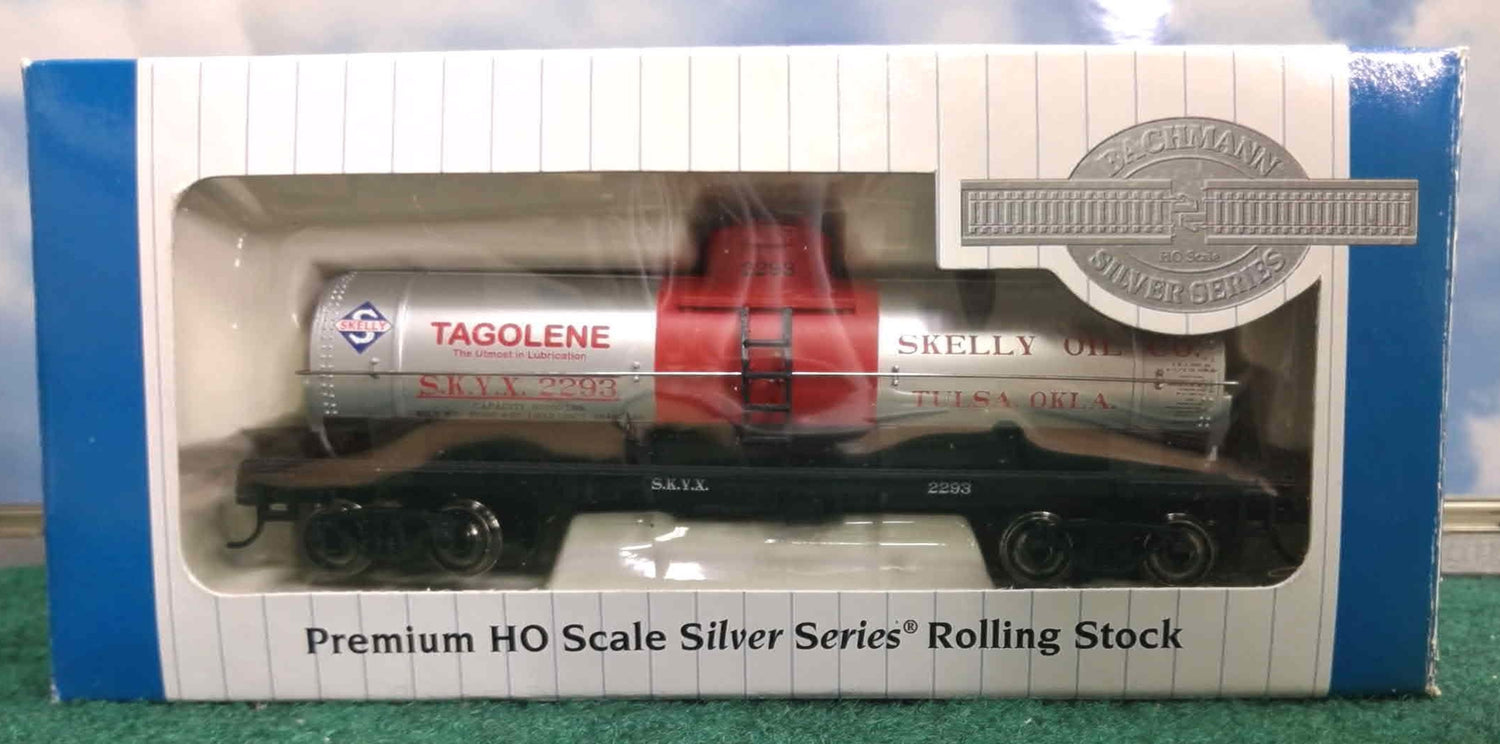 BACHMANN
HO Scale
SILVER SERIES
2293
SKELLY
S
TAGOLENE
The Utmost in Lubrication
S.K.Y.X. 2293
CAPACITY
SKELLY OIL CO.
TULSA, OKLA.
S.K.Y.X. 2293
Premium HO Scale Silver Series® Rolling Stock